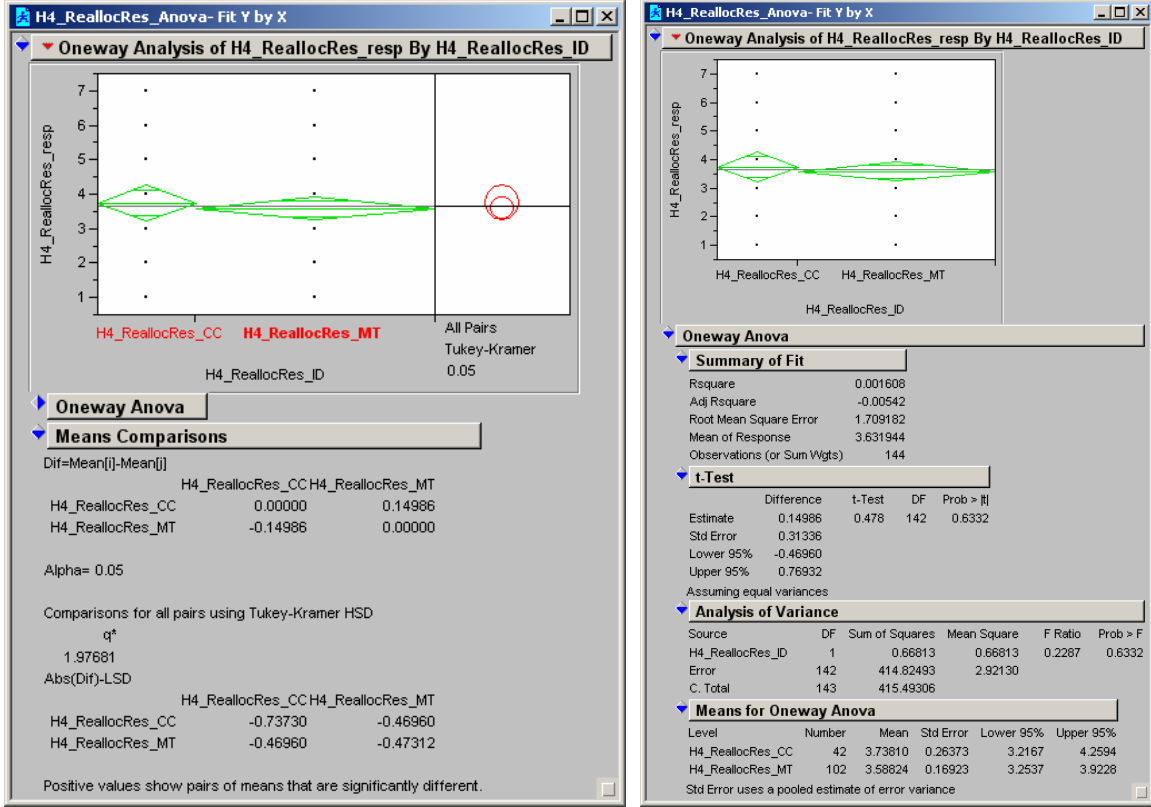 H4_ReallocRes_Anova- Fit Y by X
Oneway Analysis of H4_ReallocRes_resp By H4_ReallocRes_ID
H4_ReallocRes_resp
7
6
5
4
3
2
1
H4_ReallocRes_CC H4_ReallocRes_MT
All Pairs
Tukey-Kramer
0.05
H4_ReallocRes_ID
Oneway Anova
Means Comparisons
Dif=Mean[i]-Mean[j]
H4_ReallocRes_CC H4_ReallocRes_MT
H4_ReallocRes_CC 0.00000 0.14986
H4_ReallocRes_MT -0.14986 0.00000
Alpha= 0.05
Comparisons for all pairs using Tukey-Kramer HSD
q*
1.97681
Abs(Dif)-LSD
H4_ReallocRes_CC H4_ReallocRes_MT
H4_ReallocRes_CC -0.73730 -0.46960
H4_ReallocRes_MT -0.46960 -0.47312
Positive values show pairs of means that are significantly different.
H4_ReallocRes_Anova- Fit Y by X
Oneway Analysis of H4_ReallocRes_resp By H4_ReallocRes_ID
H4_ReallocRes_resp
7
6
5
4
3
2
1
H4_ReallocRes_CC H4_ReallocRes_MT
H4_ReallocRes_ID
Oneway Anova
Summary of Fit
Rsquare 0.001608
Adj Rsquare -0.00542
Root Mean Square Error 1.709182
Mean of Response 3.631944
Observations (or Sum Wgts) 144
t-Test
Difference t-Test DF Prob > |t|
Estimate 0.14986 0.478 142 0.6332
Std Error 0.31336
Lower 95% -0.46960
Upper 95% 0.76932
Assuming equal variances
Analysis of Variance
Source DF Sum of Squares Mean Square F Ratio Prob > F
H4_ReallocRes_ID 1 0.66813 0.66813 0.2287 0.6332
Error 142 414.82493 2.92130
C. Total 143 415.49306
Means for Oneway Anova
Level Number Mean Std Error Lower 95% Upper 95%
H4_ReallocRes_CC 42 3.73810 0.26373 3.2167 4.2594
H4_ReallocRes_MT 102 3.58824 0.16923 3.2537 3.9228
Std Error uses a pooled estimate of error variance